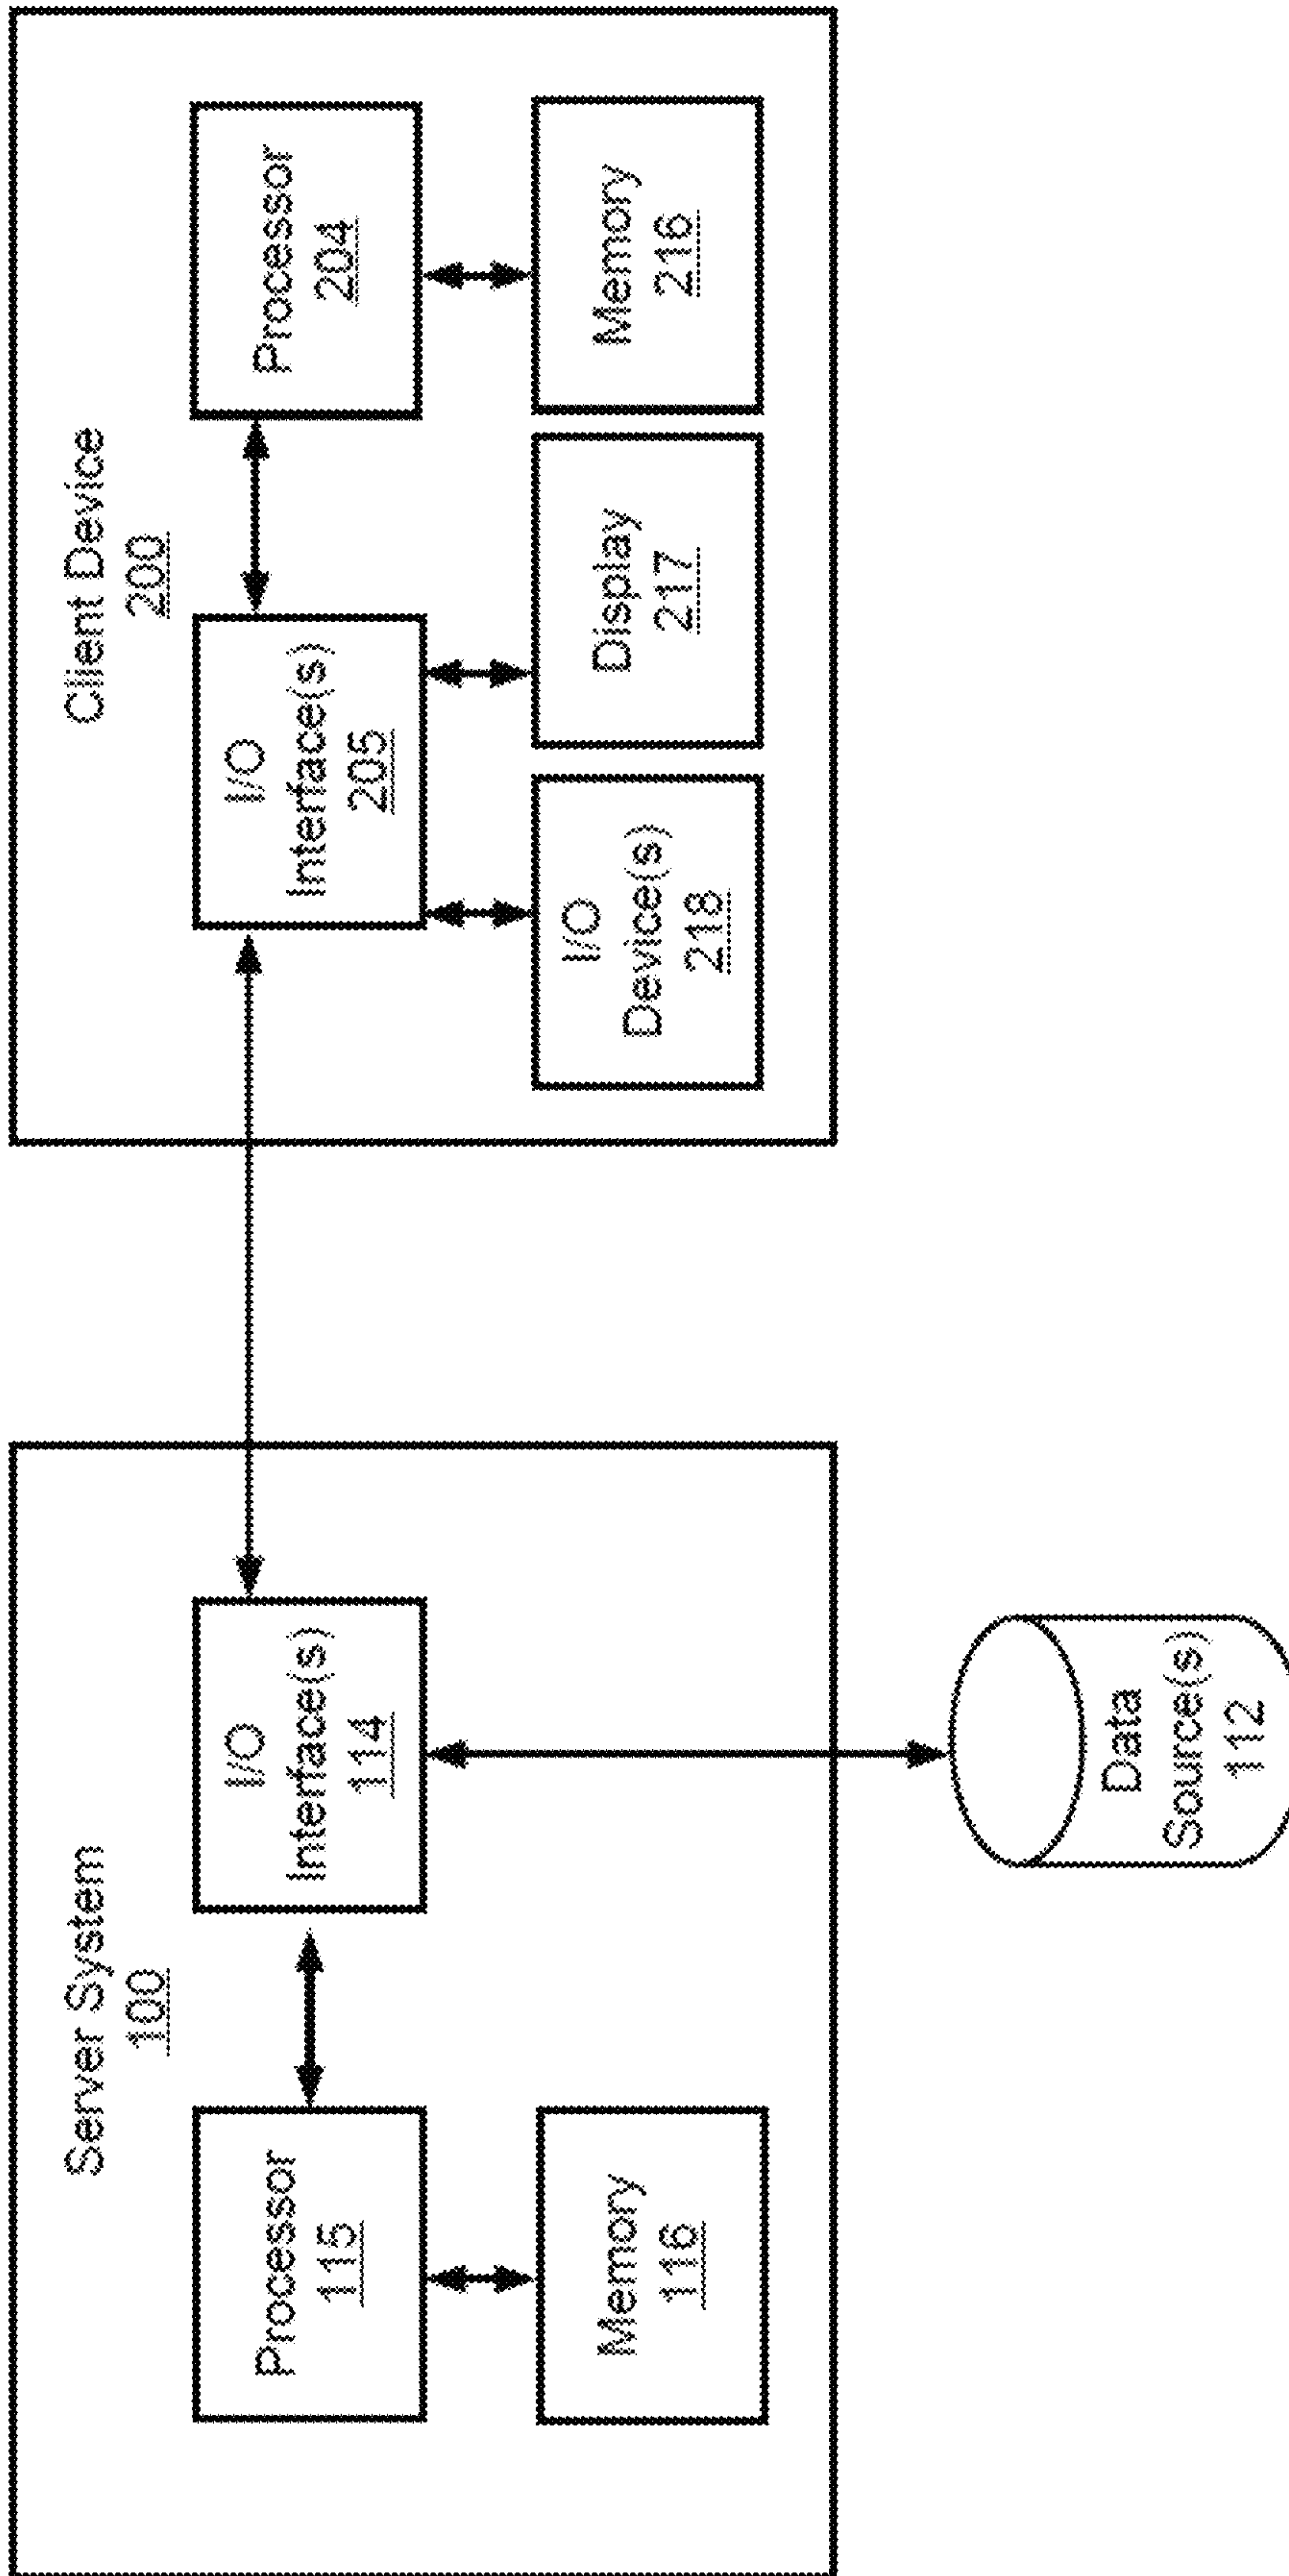 Server System
100
Processor
115
I/O
Interface(s)
114
Memory
116
Data
Source(s)
112
Client Device
200
I/O
Interface(s)
205
Processor
204
I/O
Device(s)
218
Display
217
Memory
216